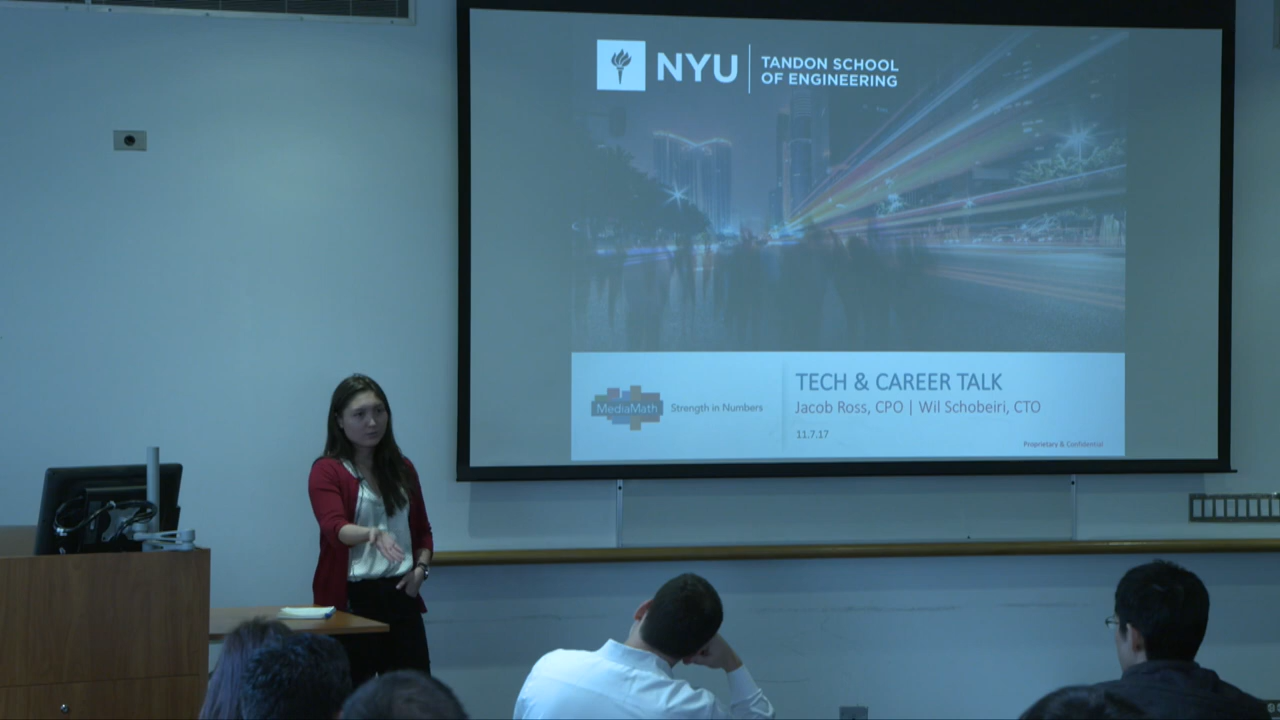 NYU
TANDON SCHOOL
OF ENGINEERING
MediaMath
Strength in Numbers
TECH & CAREER TALK
Jacob Ross, CPO | Wil Schobeiri, CTO
11.7.17
Proprietary & Confidential